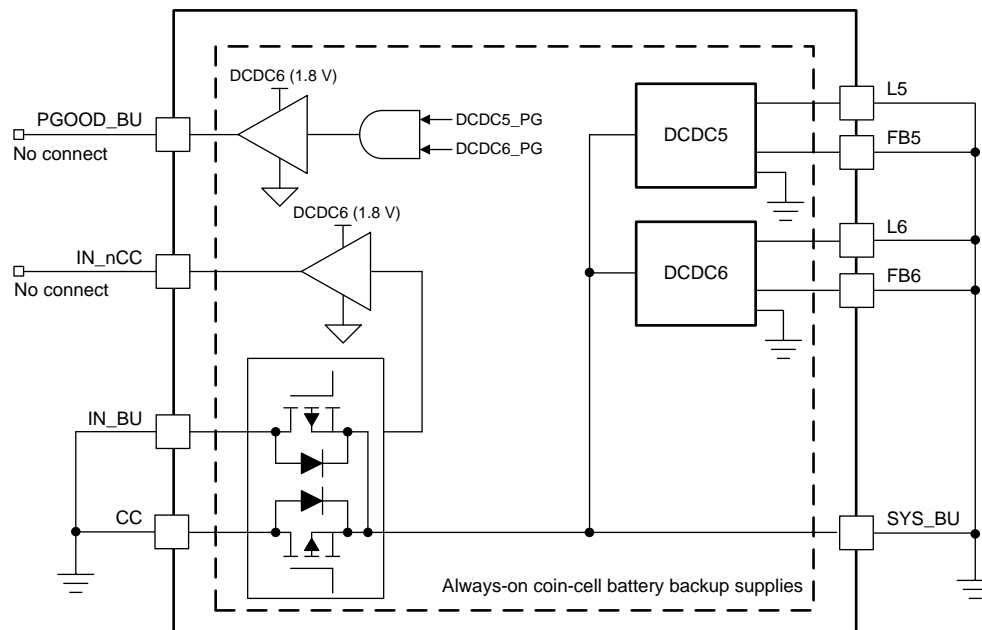 DCDC6 (1.8 V)
PGOOD_BU
No connect
DCDC5_PG
DCDC6_PG
DCDC5
L5
FB5
DCDC6 (1.8 V)
IN_nCC
No connect
DCDC6
L6
FB6
IN_BU
CC
SYS_BU
Always-on coin-cell battery backup supplies